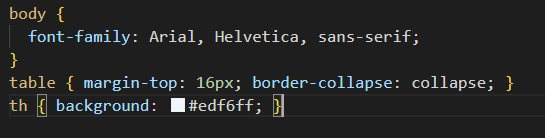 body {
  font-family: Arial, Helvetica, sans-serif;
}
table { margin-top: 16px; border-collapse: collapse; }
th { background: #edf6ff; }